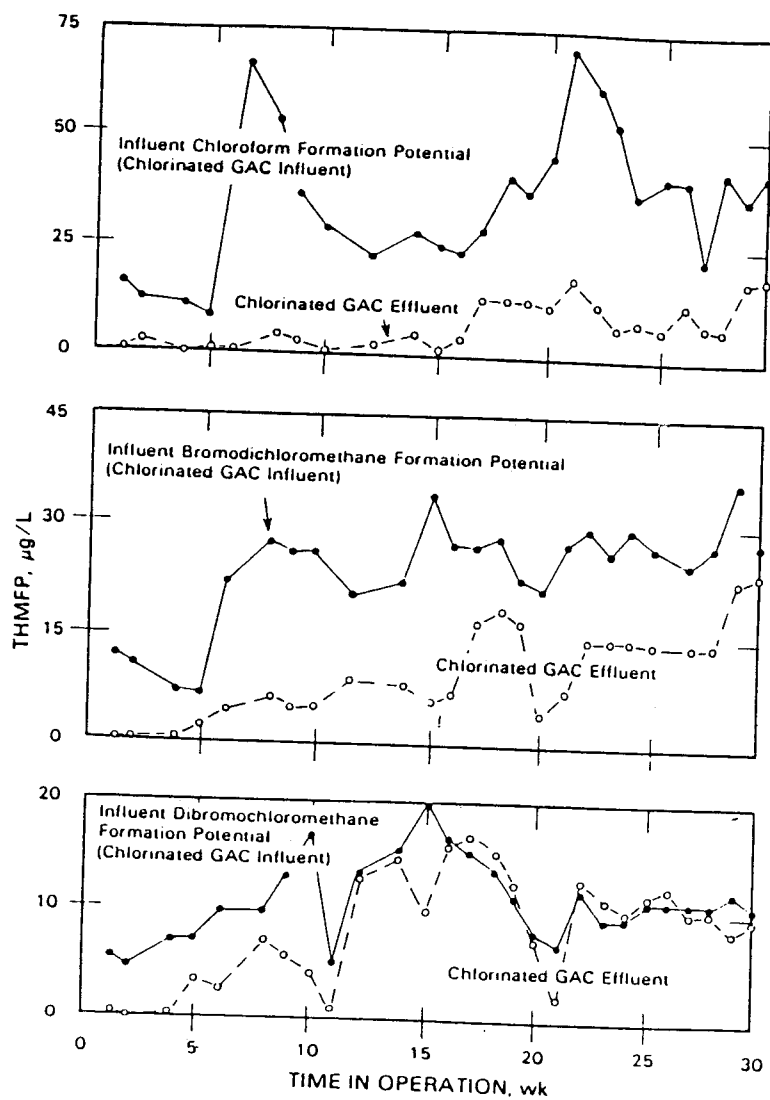 75
50
25
0
Influent Chloroform Formation Potential
(Chlorinated GAC Influent)
Chlorinated GAC Effluent
45
30
15
0
Influent Bromodichloromethane Formation Potential
(Chlorinated GAC Influent)
Chlorinated GAC Effluent
THMFP, µg/L
20
10
0
Influent Dibromochloromethane
Formation Potential
(Chlorinated GAC Influent)
Chlorinated GAC Effluent
0 5 10 15 20 25 30
TIME IN OPERATION, wk